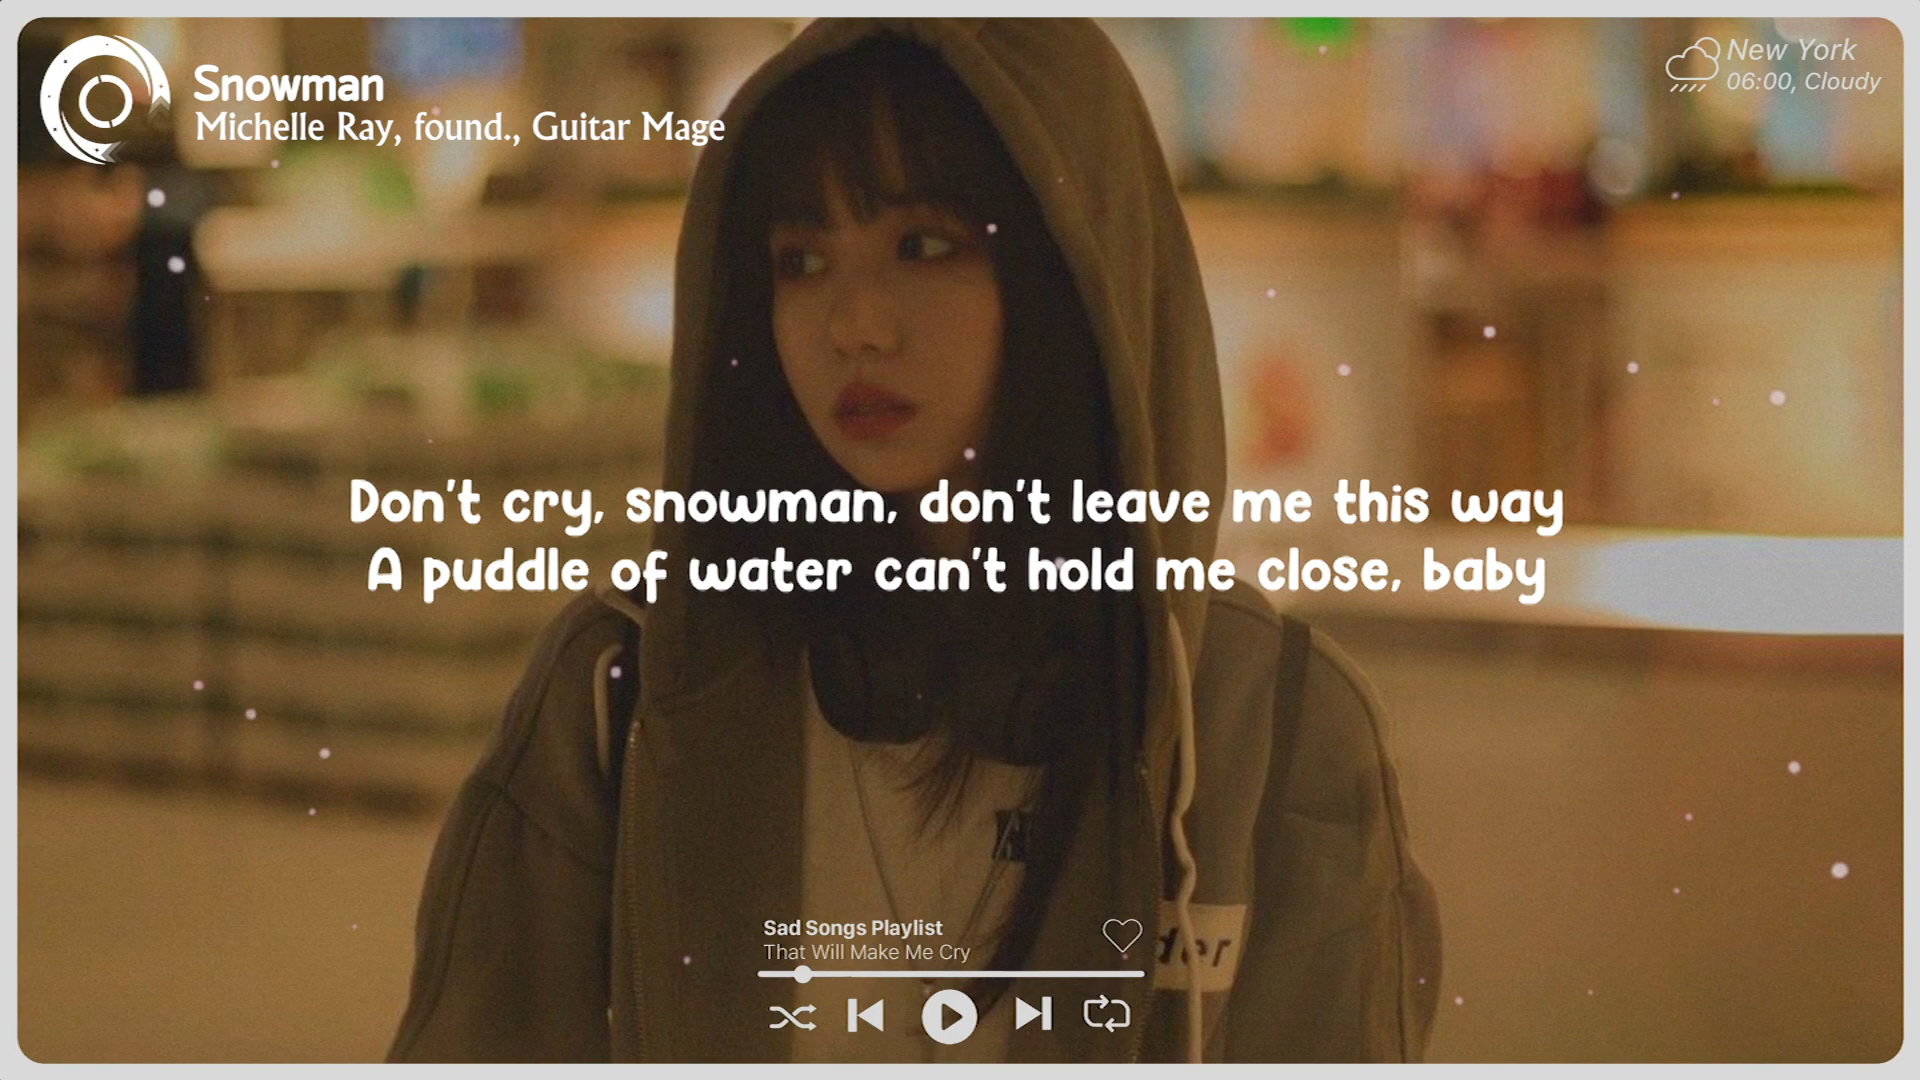 Snowman
Michelle Ray, found., Guitar Mage
New York
06:00, Cloudy
Don't cry, snowman, don't leave me this way
A puddle of water can't hold me close, baby
Sad Songs Playlist
That Will Make Me Cry
der